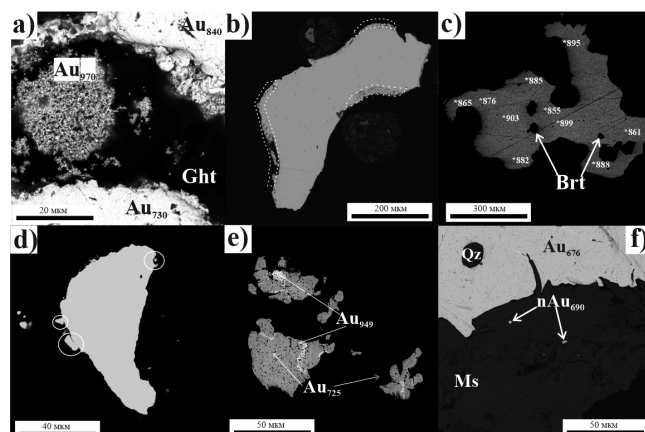 a)
Au840
Au970
Ght
20 мкм
Au730
b)
200 мкм
c)
*895
*885
*865
*876
*855
*903
*899
*861
*882
*888
Brt
300 мкм
d)
40 мкм
e)
Au949
Au725
50 мкм
f)
Qz
Au676
nAu690
Ms
50 мкм